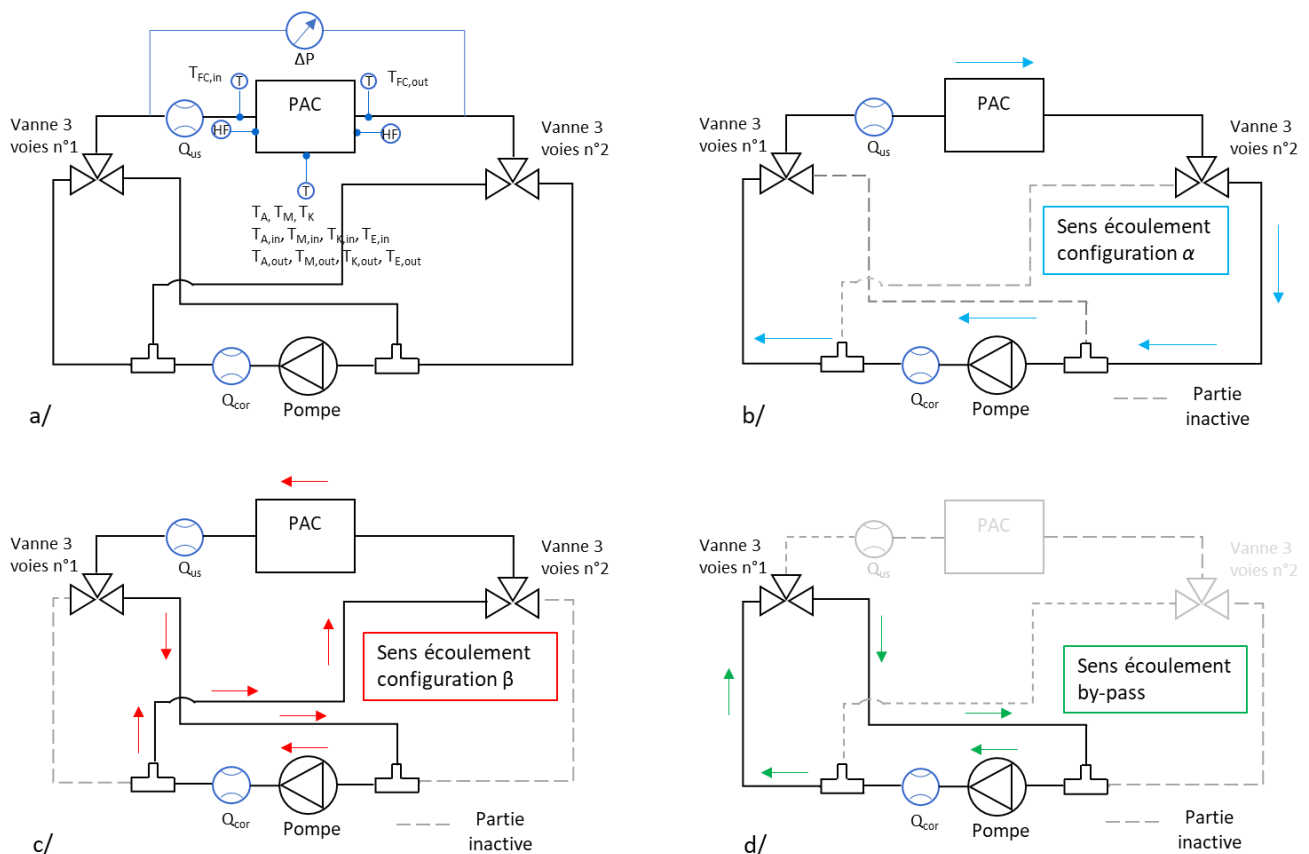 ΔP
T_FC,in
T
T
T_FC,out
PAC
HF
HF
Vanne 3
voies n°1
Q_us
Vanne 3
voies n°2
T
T_A, T_M, T_K
T_A,in, T_M,in, T_K,in, T_E,in
T_A,out, T_M,out, T_K,out, T_E,out
Q_cor
Pompe
a/
PAC
Vanne 3
voies n°1
Q_us
Vanne 3
voies n°2
Sens écoulement
configuration α
Q_cor
Pompe
Partie
inactive
b/
PAC
Vanne 3
voies n°1
Q_us
Vanne 3
voies n°2
Sens écoulement
configuration β
Q_cor
Pompe
Partie
inactive
c/
PAC
Vanne 3
voies n°1
Q_us
Vanne 3
voies n°2
Sens écoulement
by-pass
Q_cor
Pompe
Partie
inactive
d/